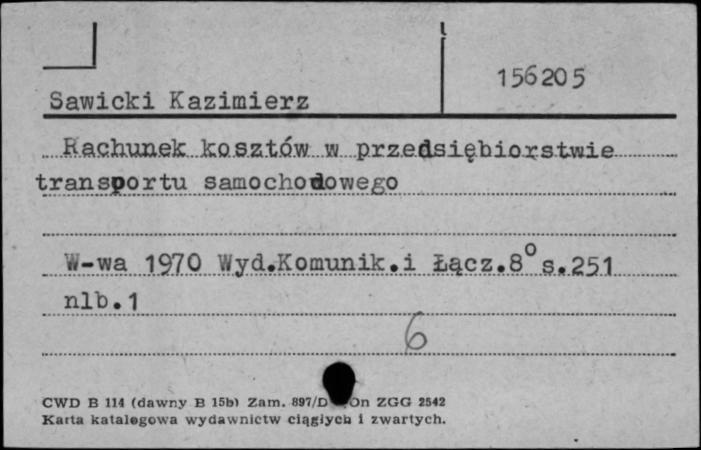 156205
Sawicki Kazimierz
Rachunek kosztów w przedsiębiorstwie
transportu samochodowego
W-wa 1970 Wyd.Komunik.i Łącz.8° s.251
nlb.1
6
CWD B 114 (dawny B 15b) Zam. 897/D On ZGG 2542
Karta katalogowa wydawnictw ciągłych i zwartych.